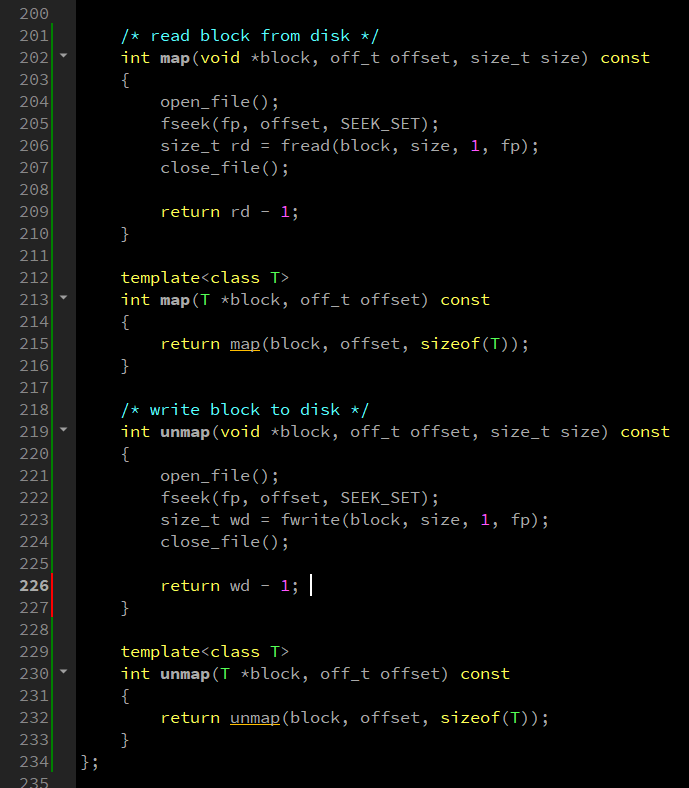 200
201     /* read block from disk */
202     int map(void *block, off_t offset, size_t size) const
203     {
204         open_file();
205         fseek(fp, offset, SEEK_SET);
206         size_t rd = fread(block, size, 1, fp);
207         close_file();
208
209         return rd - 1;
210     }
211
212     template<class T>
213     int map(T *block, off_t offset) const
214     {
215         return map(block, offset, sizeof(T));
216     }
217
218     /* write block to disk */
219     int unmap(void *block, off_t offset, size_t size) const
220     {
221         open_file();
222         fseek(fp, offset, SEEK_SET);
223         size_t wd = fwrite(block, size, 1, fp);
224         close_file();
225
226         return wd - 1;
227     }
228
229     template<class T>
230     int unmap(T *block, off_t offset) const
231     {
232         return unmap(block, offset, sizeof(T));
233     }
234 };
235